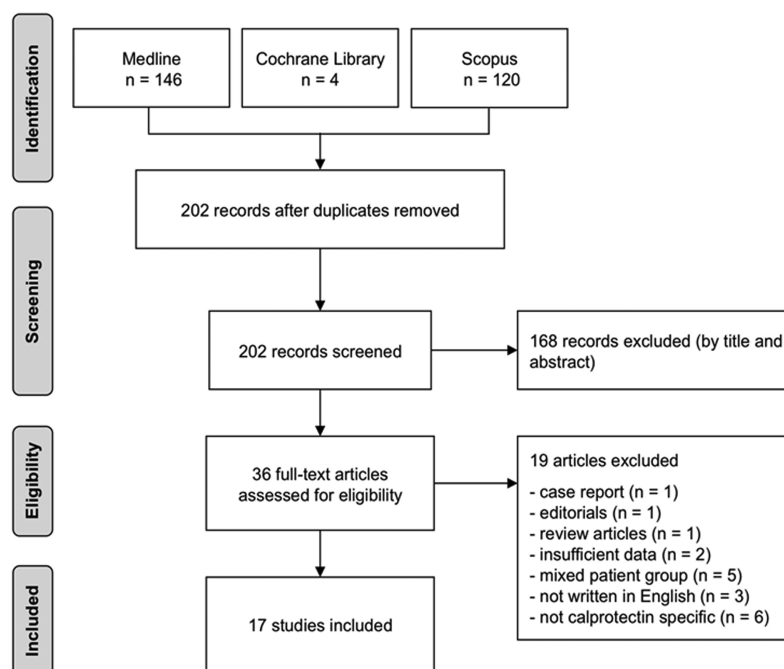 Identification
Medline
n = 146
Cochrane Library
n = 4
Scopus
n = 120
202 records after duplicates removed
Screening
202 records screened
168 records excluded (by title and
abstract)
Eligibility
36 full-text articles
assessed for eligibility
19 articles excluded
- case report (n = 1)
- editorials (n = 1)
- review articles (n = 1)
- insufficient data (n = 2)
- mixed patient group (n = 5)
- not written in English (n = 3)
- not calprotectin specific (n = 6)
Included
17 studies included